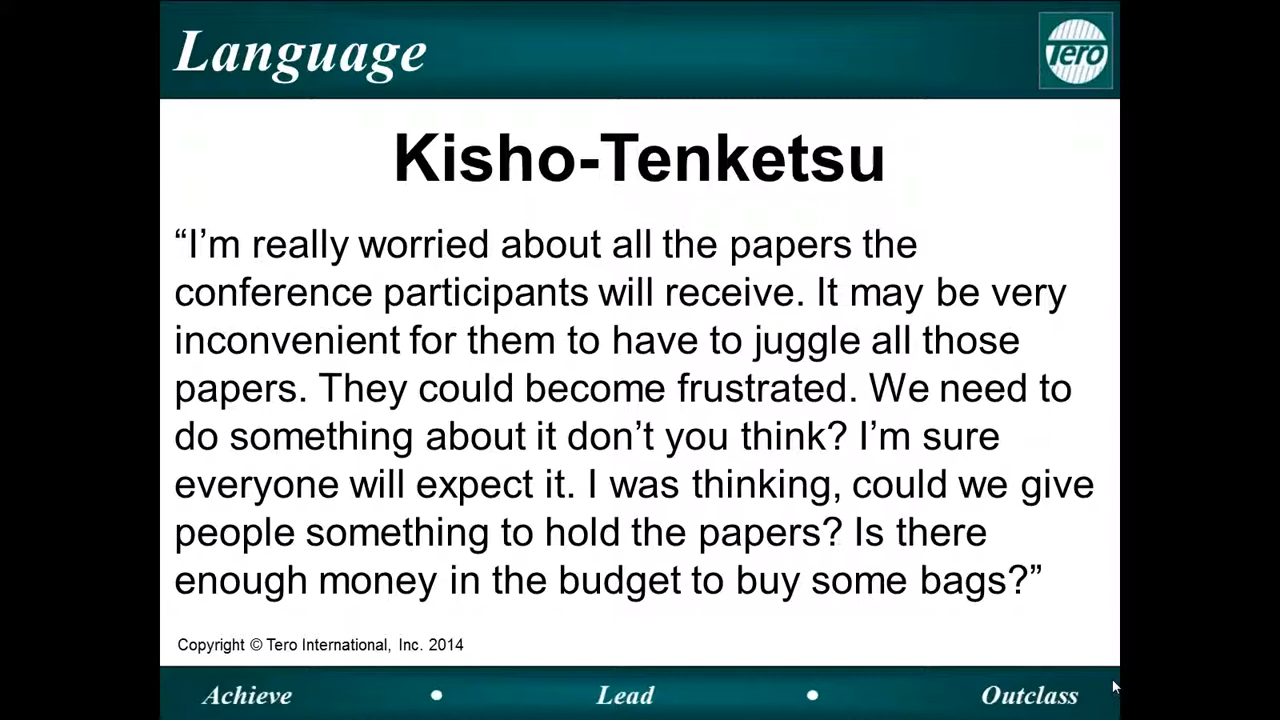 Language
Tero
Kisho-Tenketsu
“I’m really worried about all the papers the
conference participants will receive. It may be very
inconvenient for them to have to juggle all those
papers. They could become frustrated. We need to
do something about it don’t you think? I’m sure
everyone will expect it. I was thinking, could we give
people something to hold the papers? Is there
enough money in the budget to buy some bags?”
Copyright © Tero International, Inc. 2014
Achieve • Lead • Outclass